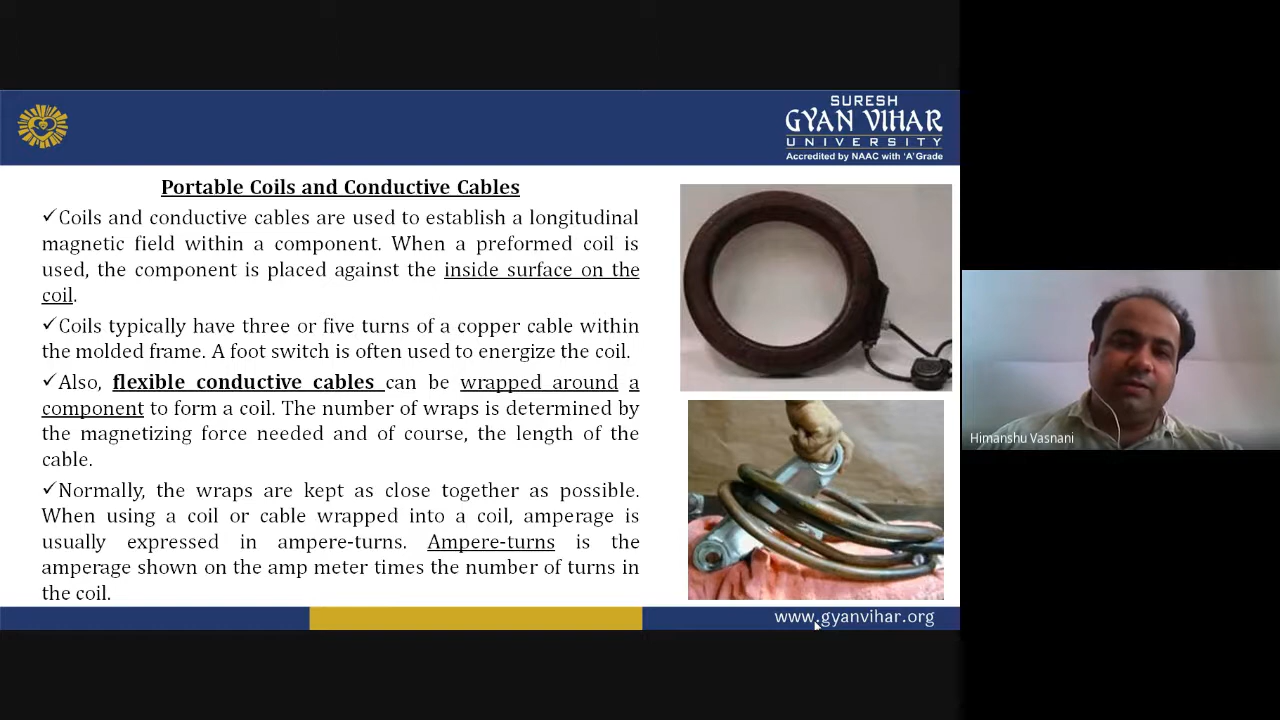 SURESH
GYAN VIHAR
UNIVERSITY
Accredited by NAAC with 'A' Grade
Portable Coils and Conductive Cables
✓Coils and conductive cables are used to establish a longitudinal
magnetic field within a component. When a preformed coil is
used, the component is placed against the inside surface on the
coil.
✓Coils typically have three or five turns of a copper cable within
the molded frame. A foot switch is often used to energize the coil.
✓Also, flexible conductive cables can be wrapped around a
component to form a coil. The number of wraps is determined by
the magnetizing force needed and of course, the length of the
cable.
✓Normally, the wraps are kept as close together as possible.
When using a coil or cable wrapped into a coil, amperage is
usually expressed in ampere-turns. Ampere-turns is the
amperage shown on the amp meter times the number of turns in
the coil.
www.gyanvihar.org
Himanshu Vasnani